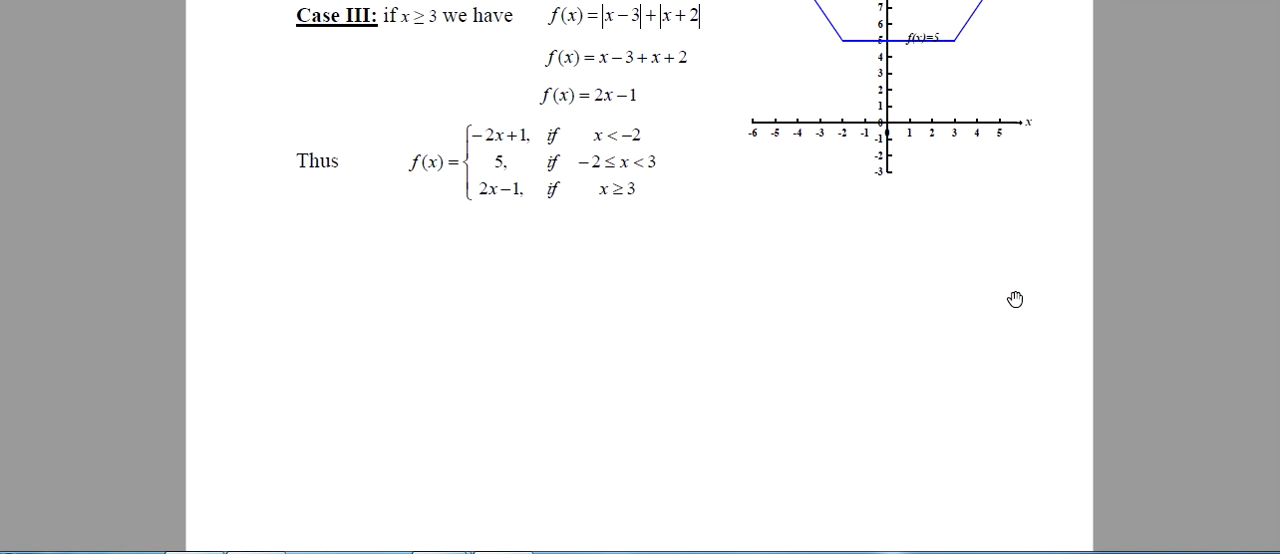 Case III: if x ≥ 3 we have f(x) = |x − 3| + |x + 2|
f(x) = x − 3 + x + 2
f(x) = 2x − 1
Thus f(x) = { −2x + 1, if x < −2
5, if −2 ≤ x < 3
2x − 1, if x ≥ 3
7
6
5 f(x)=5
4
3
2
1
0 x
-6 -5 -4 -3 -2 -1 0 1 2 3 4 5
-1
-2
-3